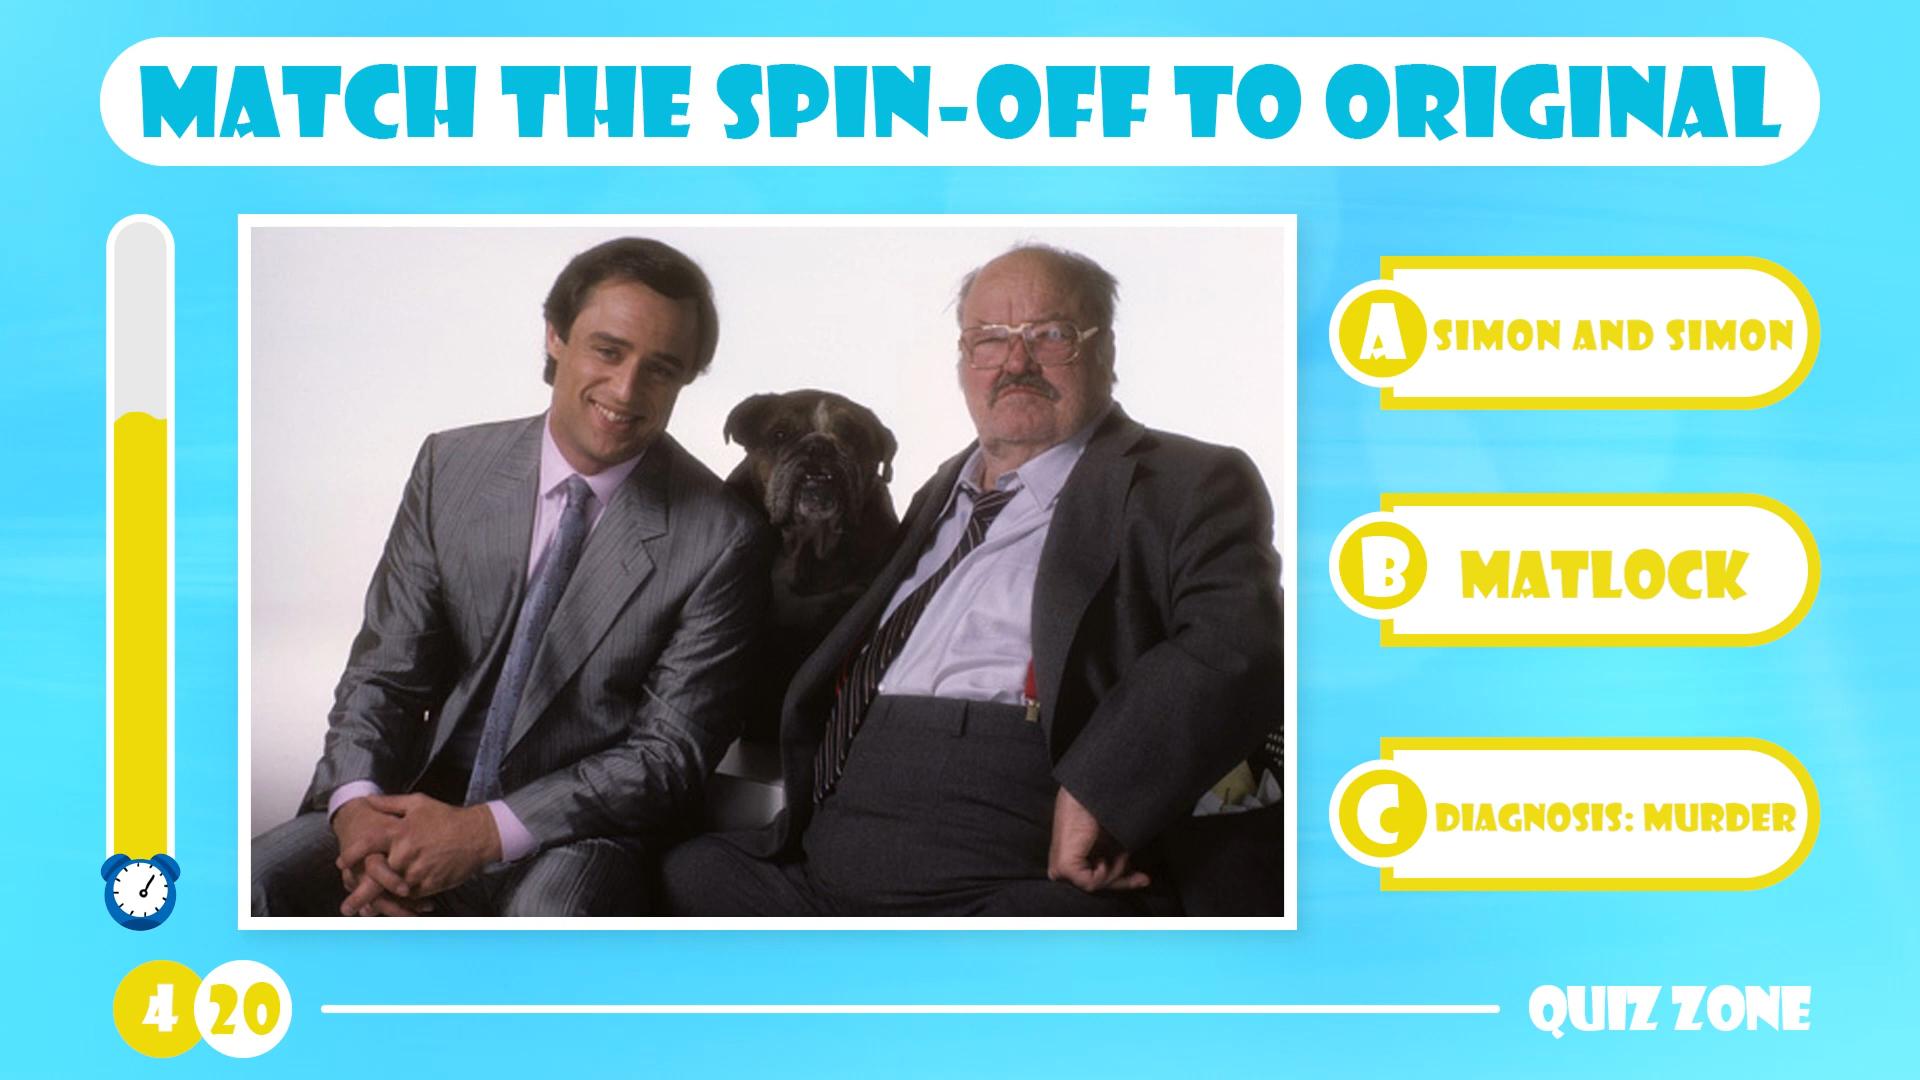 MATCH THE SPIN-OFF TO ORIGINAL
A SIMON AND SIMON
B MATLOCK
C DIAGNOSIS: MURDER
4 20
QUIZ ZONE